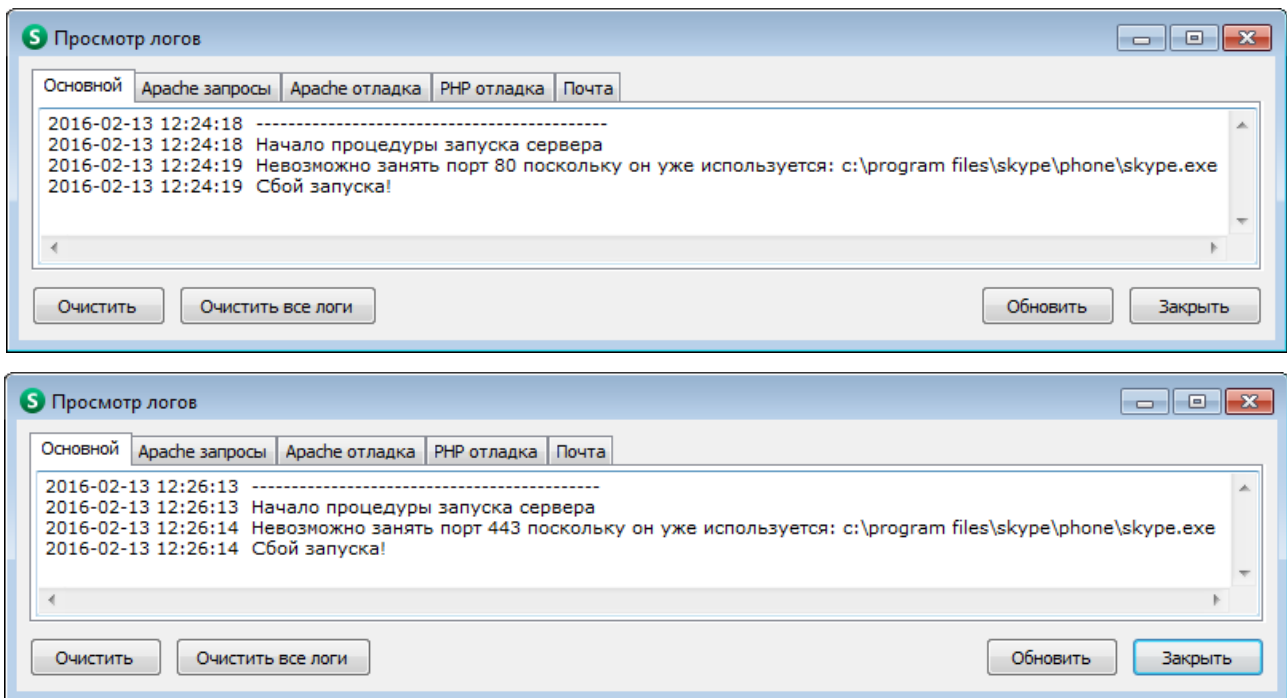 S Просмотр логов
Основной Apache запросы Apache отладка PHP отладка Почта
2016-02-13 12:24:18 --------------------------------------------
2016-02-13 12:24:18 Начало процедуры запуска сервера
2016-02-13 12:24:19 Невозможно занять порт 80 поскольку он уже используется: c:\program files\skype\phone\skype.exe
2016-02-13 12:24:19 Сбой запуска!
Очистить Очистить все логи Обновить Закрыть
S Просмотр логов
Основной Apache запросы Apache отладка PHP отладка Почта
2016-02-13 12:26:13 --------------------------------------------
2016-02-13 12:26:13 Начало процедуры запуска сервера
2016-02-13 12:26:14 Невозможно занять порт 443 поскольку он уже используется: c:\program files\skype\phone\skype.exe
2016-02-13 12:26:14 Сбой запуска!
Очистить Очистить все логи Обновить Закрыть